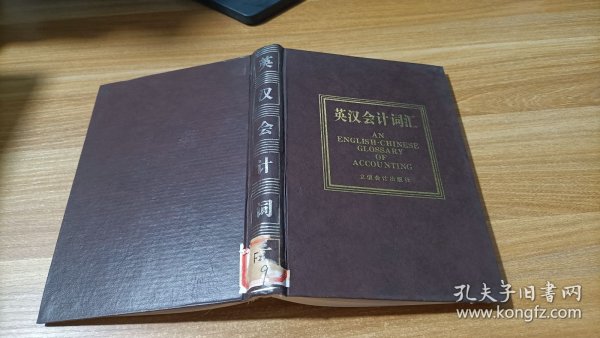 英汉会计词
F
9
英汉会计词汇
AN
ENGLISH-CHINESE
GLOSSARY
OF
ACCOUNTING
立信会计出版社
孔夫子旧书网
www.kongfz.com